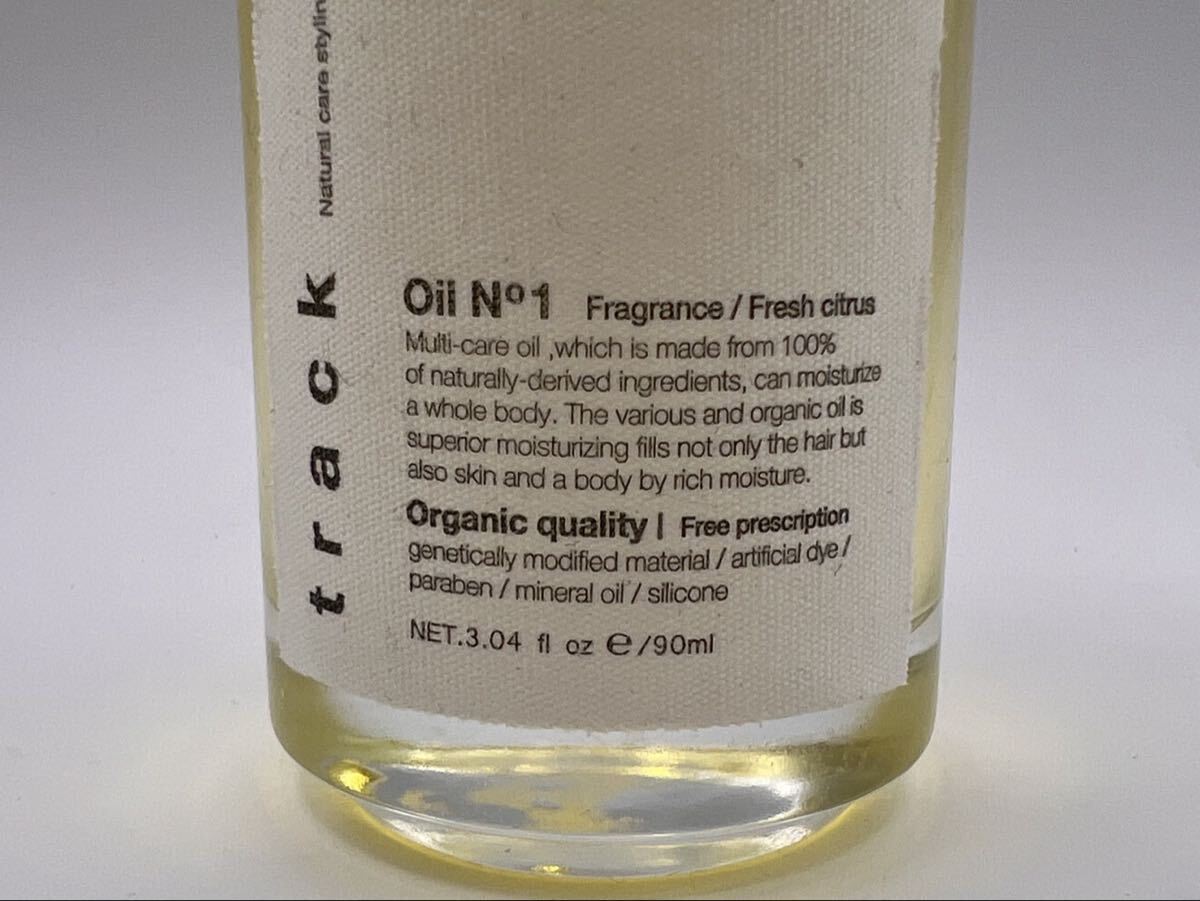 Natural care stylin
track
Oil Nº1 Fragrance / Fresh citrus
Multi-care oil ,which is made from 100%
of naturally-derived ingredients, can moisturize
a whole body. The various and organic oil is
superior moisturizing fills not only the hair but
also skin and a body by rich moisture.
Organic quality | Free prescription
genetically modified material / artificial dye /
paraben / mineral oil / silicone
NET.3.04 fl oz ℮/90ml